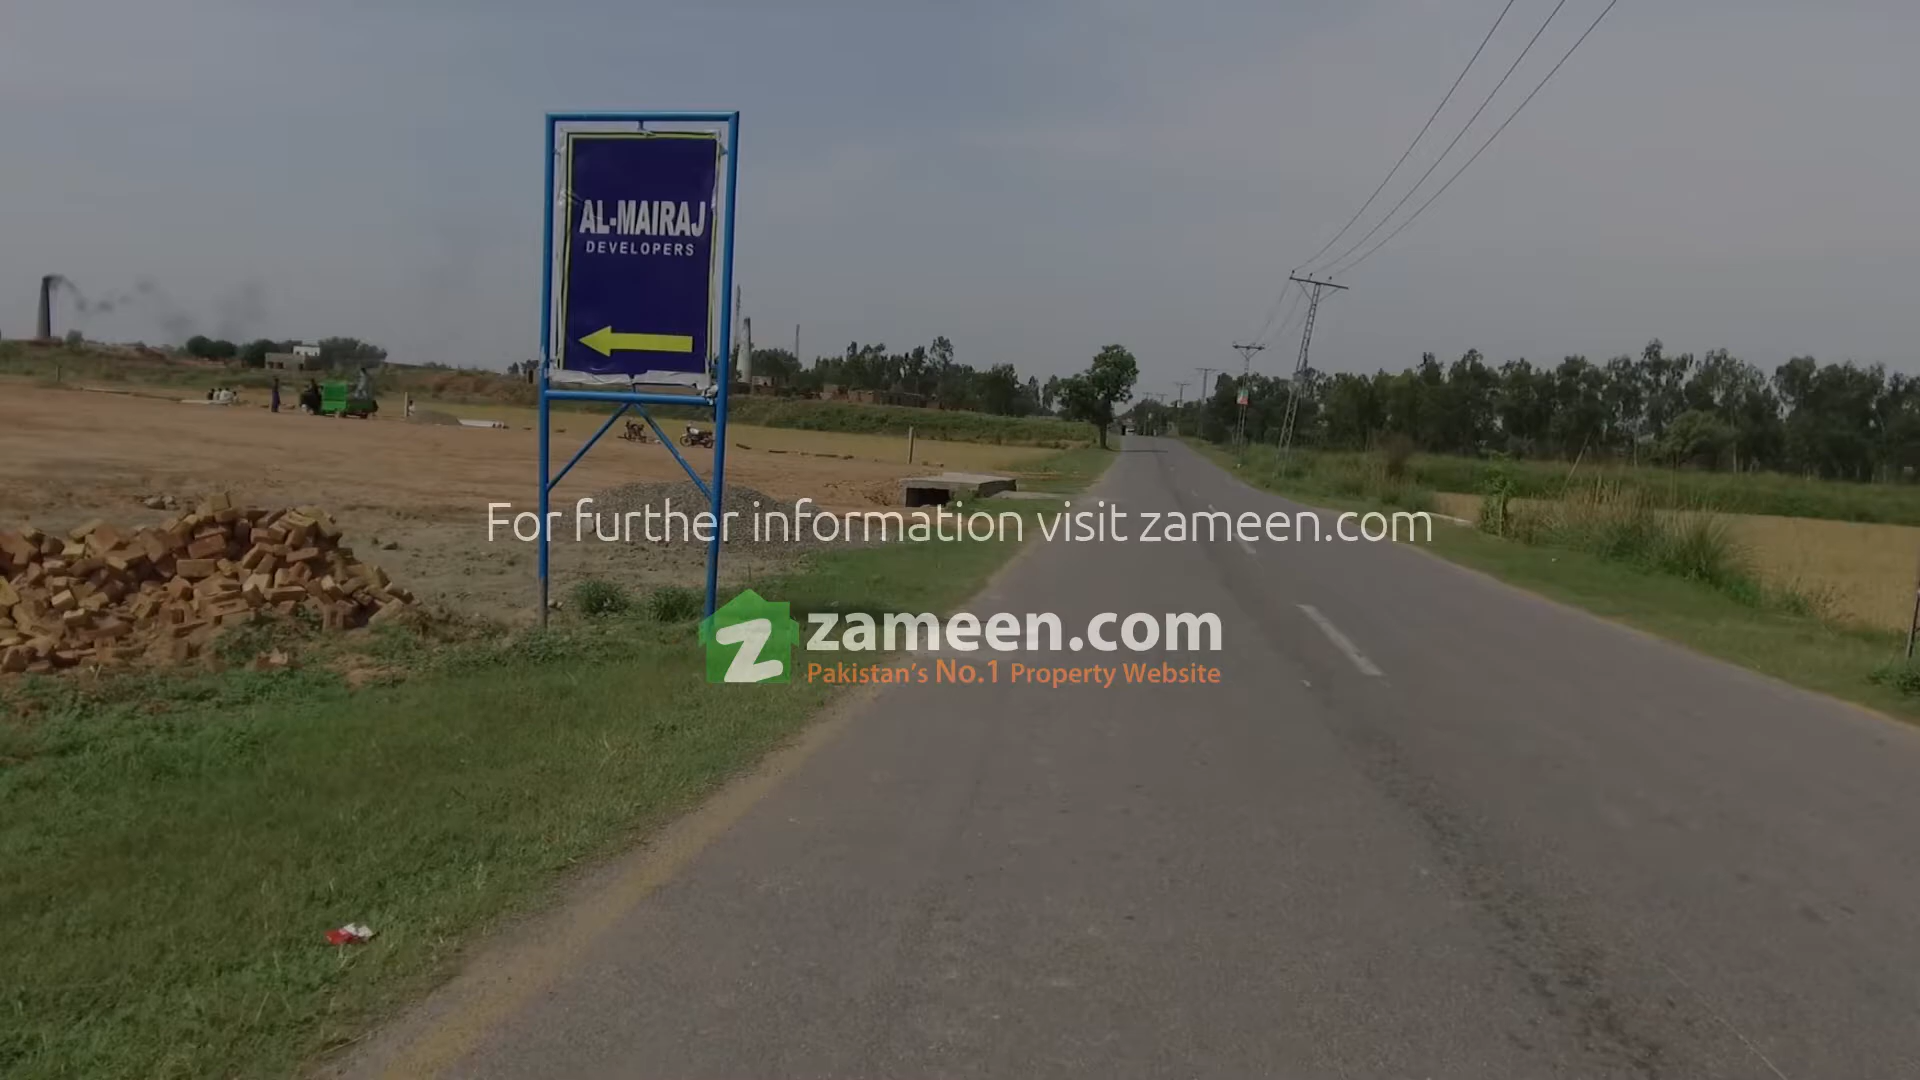 AL-MAIRAJ
DEVELOPERS
For further information visit zameen.com
zameen.com
Pakistan's No.1 Property Website